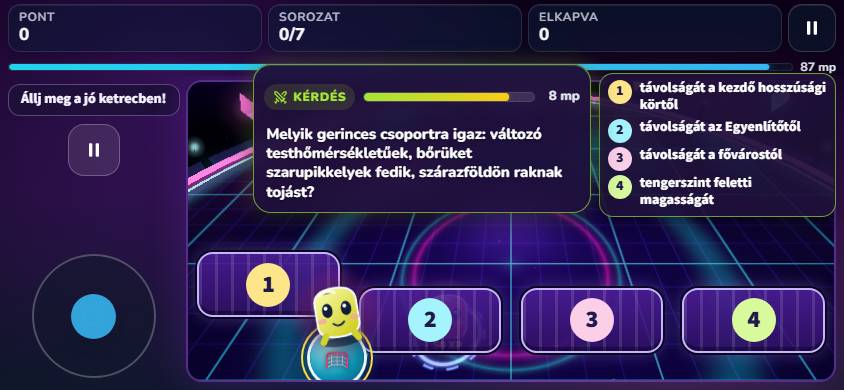 PONT
0
SOROZAT
0/7
ELKAPVA
0
87 mp
Állj meg a jó ketrecben!
KÉRDÉS
8 mp
Melyik gerinces csoportra igaz: változó
testhőmérsékletűek, bőrüket
szarupikkelyek fedik, szárazföldön raknak
tojást?
1 távolságát a kezdő hosszúsági
körtől
2 távolságát az Egyenlítőtől
3 távolságát a fővárostól
4 tengerszint feletti
magasságát
1
2
3
4